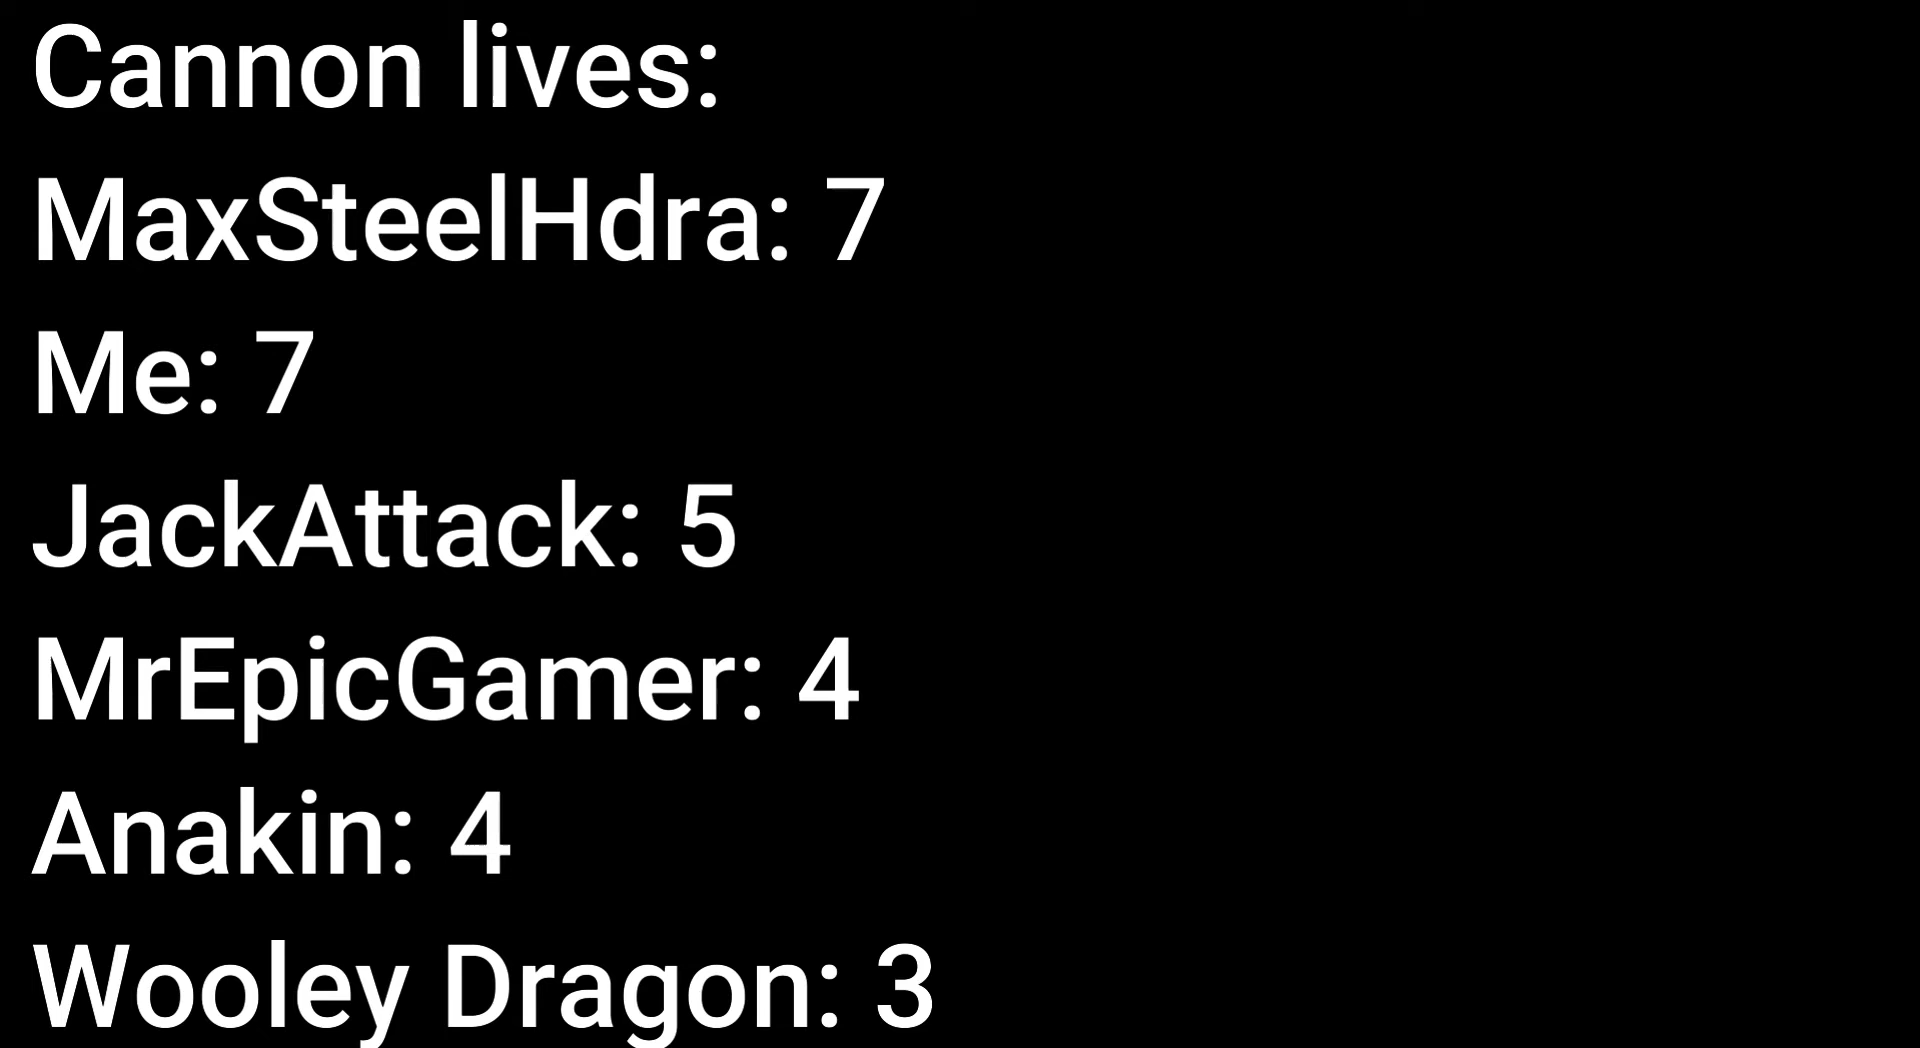 Cannon lives:
MaxSteelHdra: 7
Me: 7
JackAttack: 5
MrEpicGamer: 4
Anakin: 4
Wooley Dragon: 3